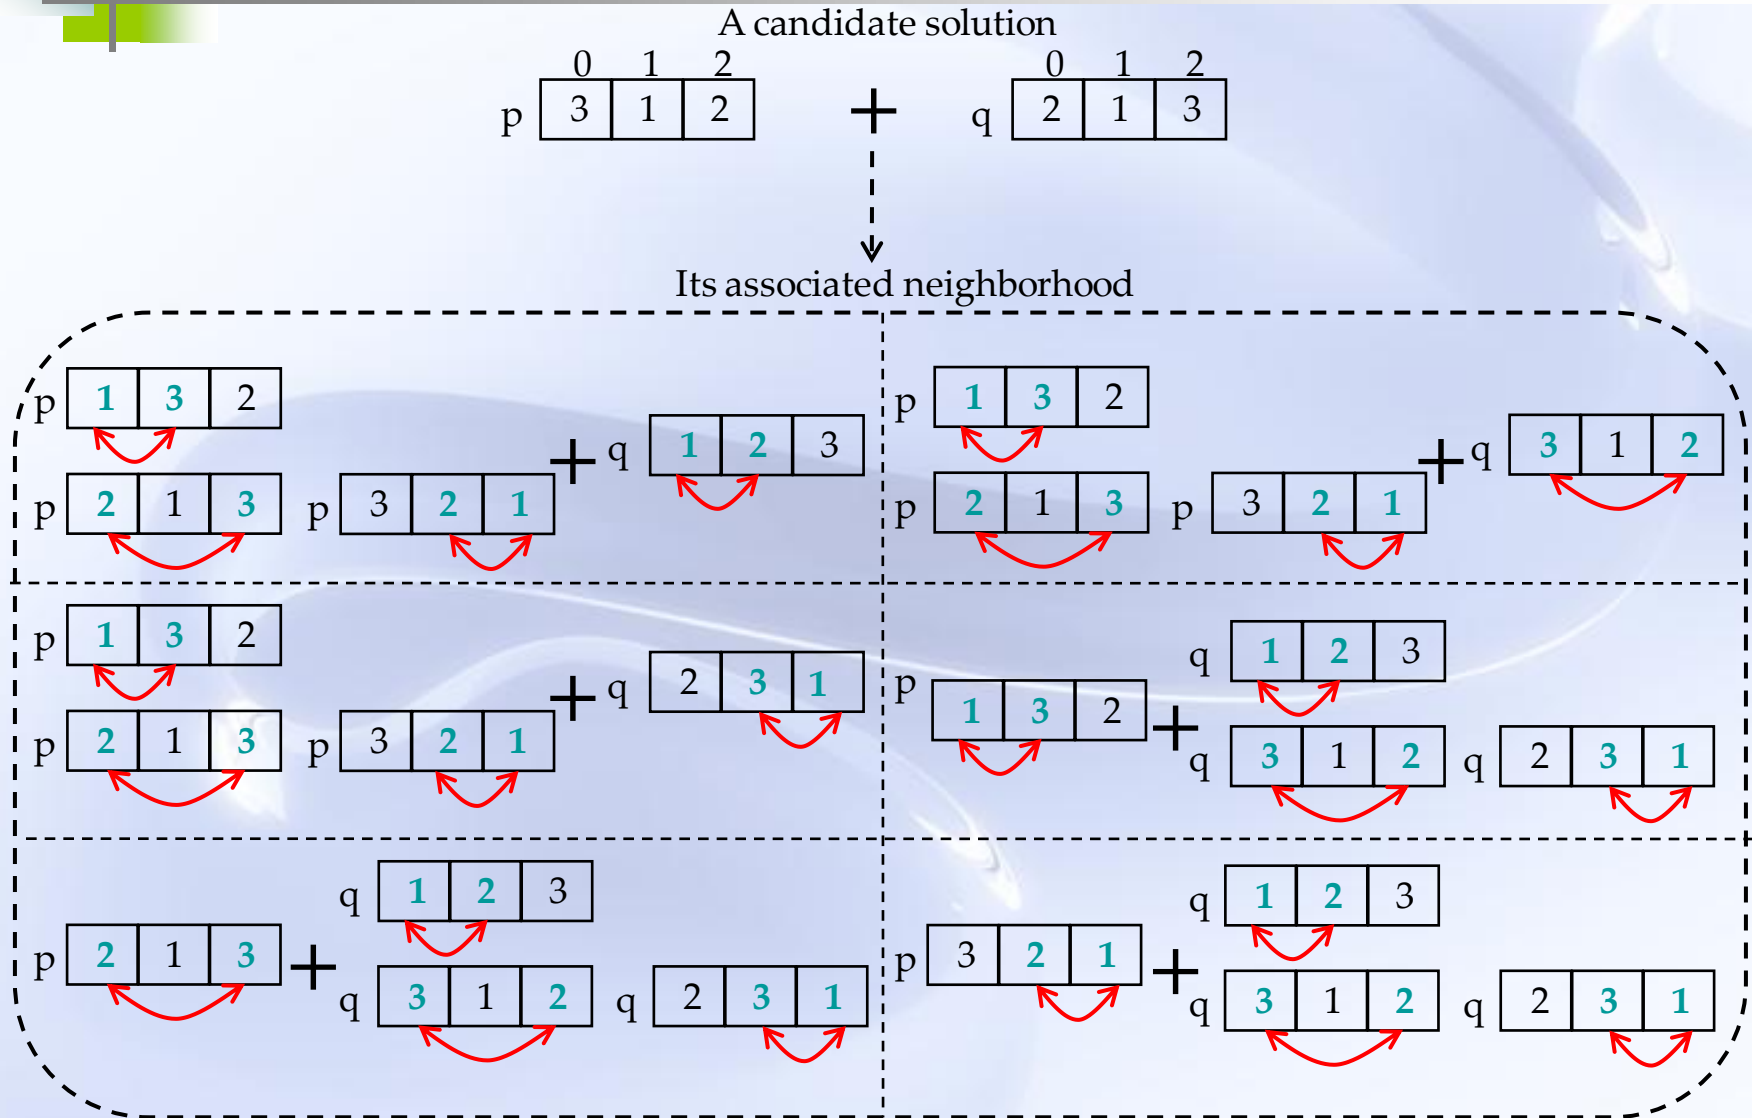 A candidate solution
0 1 2 0 1 2
p 3 1 2 + q 2 1 3
Its associated neighborhood
p 1 3 2
p 2 1 3 p 3 2 1 + q 1 2 3
p 1 3 2
p 2 1 3 p 3 2 1 + q 3 1 2
p 1 3 2
p 2 1 3 p 3 2 1 + q 2 3 1
p 1 3 2 + q 1 2 3
q 3 1 2 q 2 3 1
p 2 1 3 + q 1 2 3
q 3 1 2 q 2 3 1
p 3 2 1 + q 1 2 3
q 3 1 2 q 2 3 1